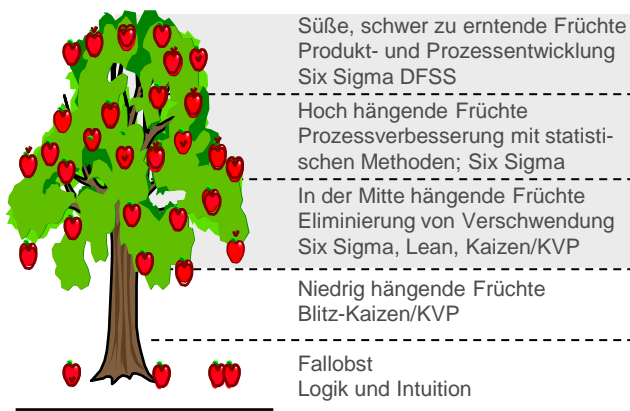 Süße, schwer zu erntende Früchte
Produkt- und Prozessentwicklung
Six Sigma DFSS
Hoch hängende Früchte
Prozessverbesserung mit statisti-
schen Methoden; Six Sigma
In der Mitte hängende Früchte
Eliminierung von Verschwendung
Six Sigma, Lean, Kaizen/KVP
Niedrig hängende Früchte
Blitz-Kaizen/KVP
Fallobst
Logik und Intuition